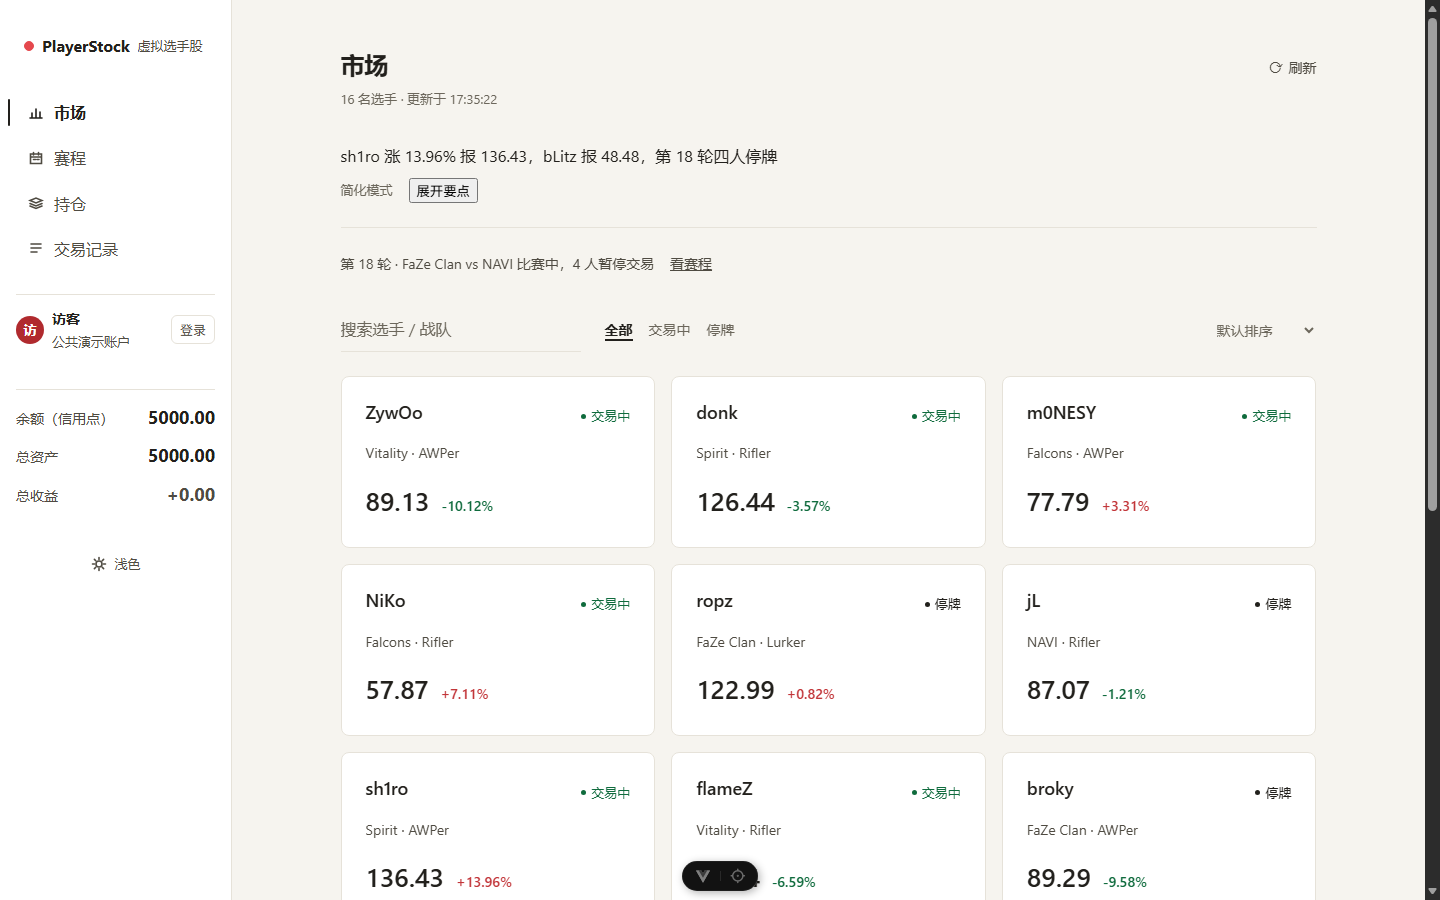 PlayerStock 虚拟选手股
市场
赛程
持仓
交易记录
访
访客
公共演示账户
登录
余额（信用点） 5000.00
总资产 5000.00
总收益 +0.00
浅色
市场
刷新
16 名选手 · 更新于 17:35:22
sh1ro 涨 13.96% 报 136.43，bLitz 报 48.48，第 18 轮四人停牌
简化模式 展开要点
第 18 轮 · FaZe Clan vs NAVI 比赛中，4 人暂停交易 看赛程
搜索选手 / 战队 全部 交易中 停牌 默认排序
ZywOo 交易中
Vitality · AWPer
89.13 -10.12%
donk 交易中
Spirit · Rifler
126.44 -3.57%
m0NESY 交易中
Falcons · AWPer
77.79 +3.31%
NiKo 交易中
Falcons · Rifler
57.87 +7.11%
ropz 停牌
FaZe Clan · Lurker
122.99 +0.82%
jL 停牌
NAVI · Rifler
87.07 -1.21%
sh1ro 交易中
Spirit · AWPer
136.43 +13.96%
flameZ 交易中
Vitality · Rifler
-6.59%
broky 停牌
FaZe Clan · AWPer
89.29 -9.58%